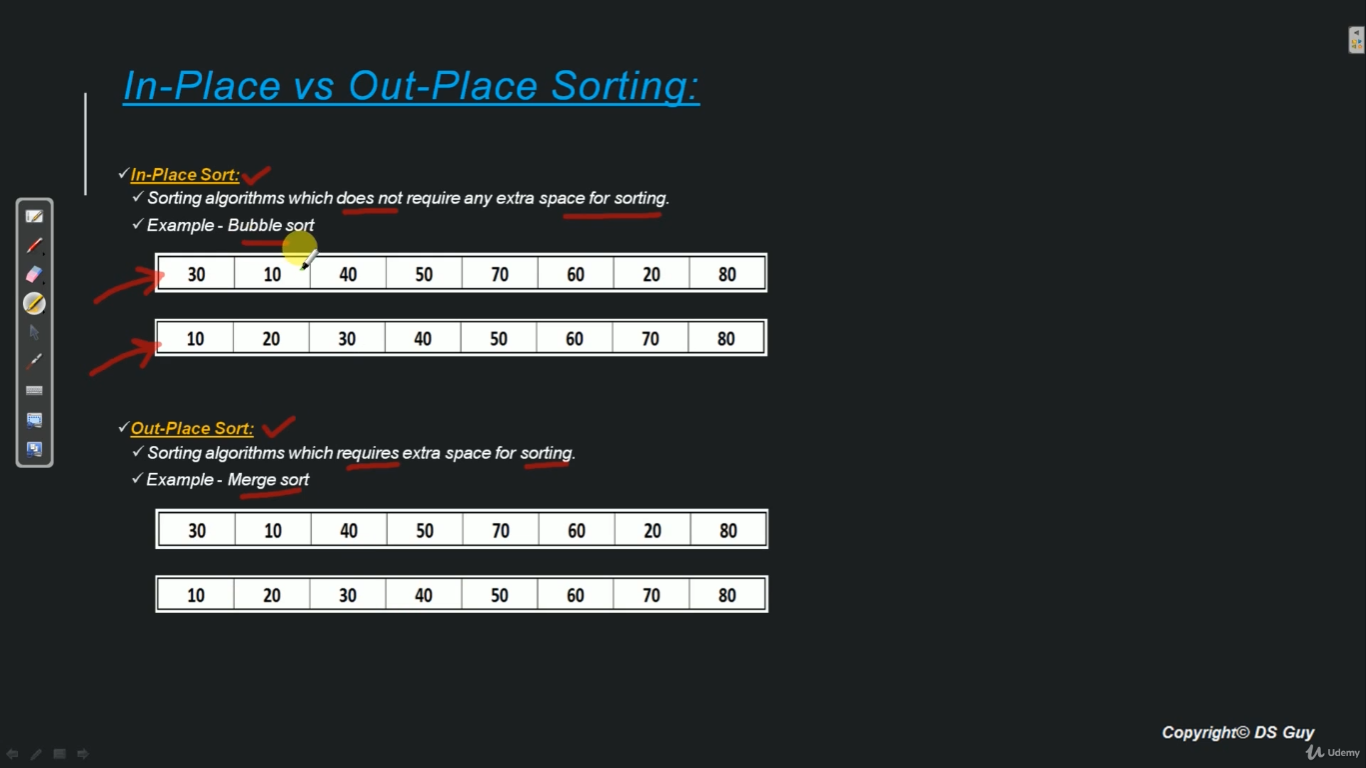 In-Place vs Out-Place Sorting:
In-Place Sort:
Sorting algorithms which does not require any extra space for sorting.
Example - Bubble sort
30 10 40 50 70 60 20 80
10 20 30 40 50 60 70 80
Out-Place Sort:
Sorting algorithms which requires extra space for sorting.
Example - Merge sort
30 10 40 50 70 60 20 80
10 20 30 40 50 60 70 80
Copyright© DS Guy
Udemy